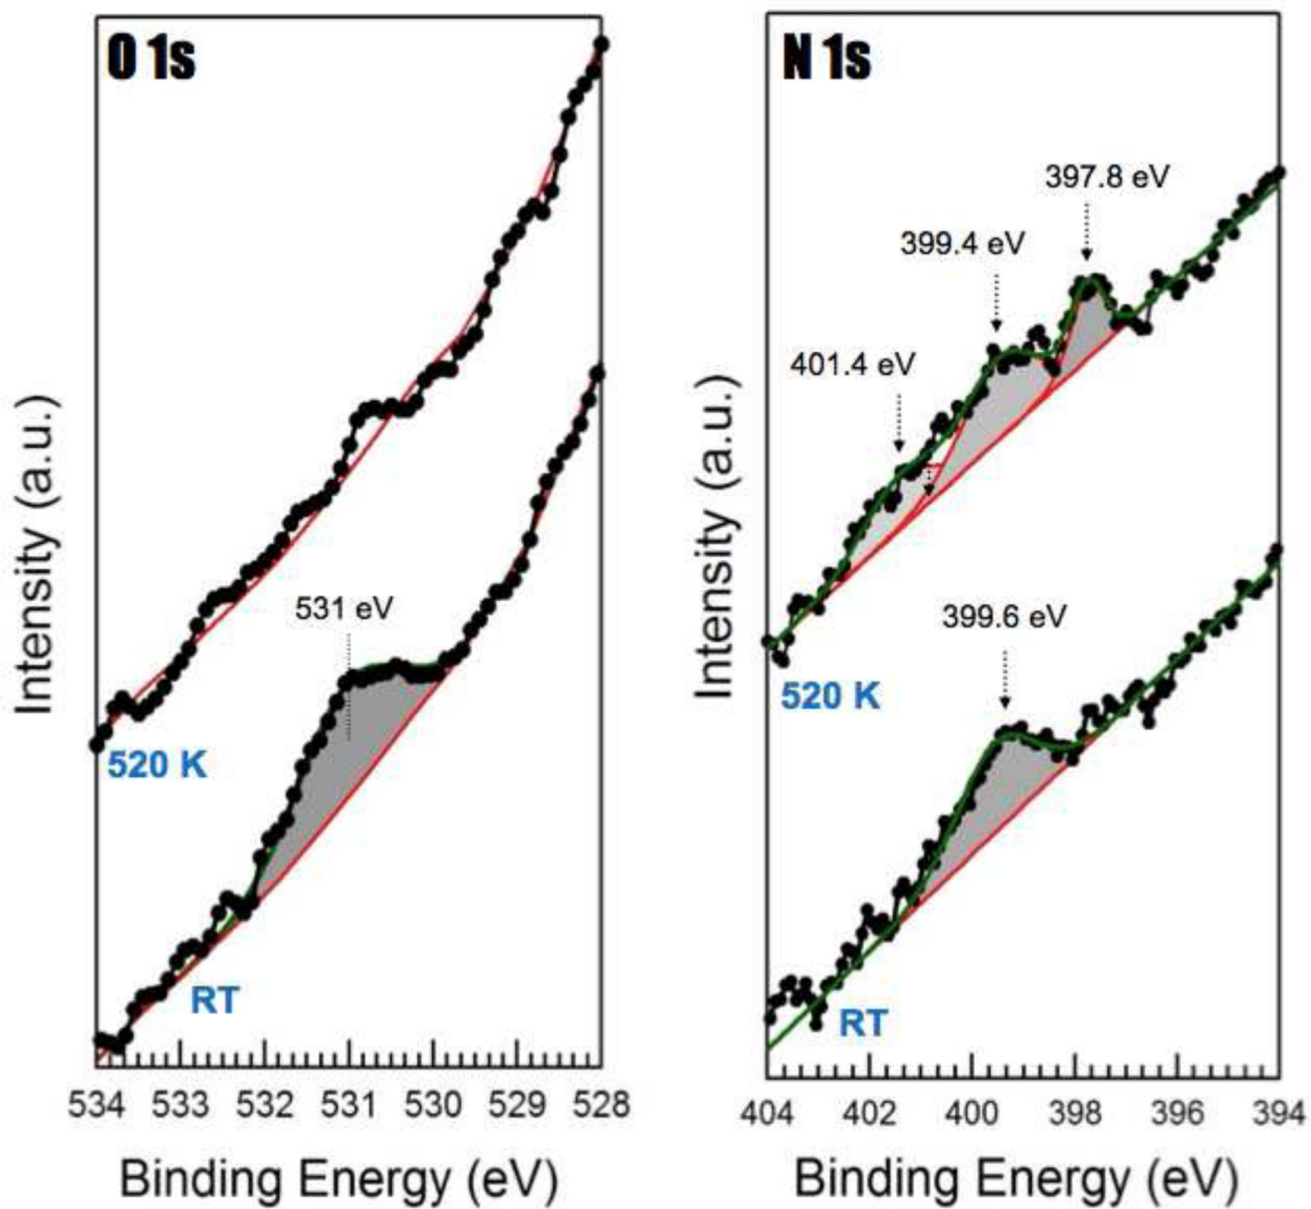 O 1s
Intensity (a.u.)
531 eV
520 K
RT
534 533 532 531 530 529 528
Binding Energy (eV)
N 1s
Intensity (a.u.)
397.8 eV
399.4 eV
401.4 eV
399.6 eV
520 K
RT
404 402 400 398 396 394
Binding Energy (eV)